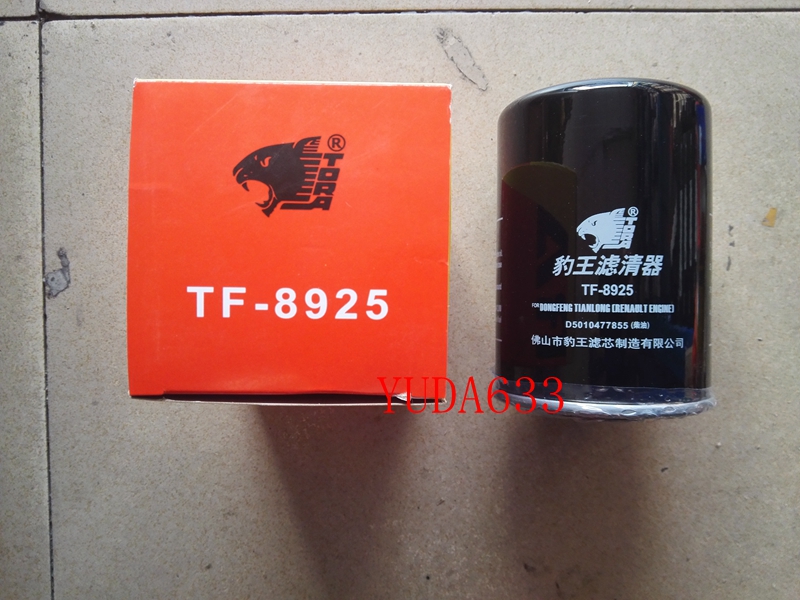 ® TORA
TF-8925
® TORA
豹王滤清器
TF-8925
FOR DONGFENG TIANLONG (RENAULT ENGINE)
D5010477855 (柴油)
佛山市豹王滤芯制造有限公司
YUDA633